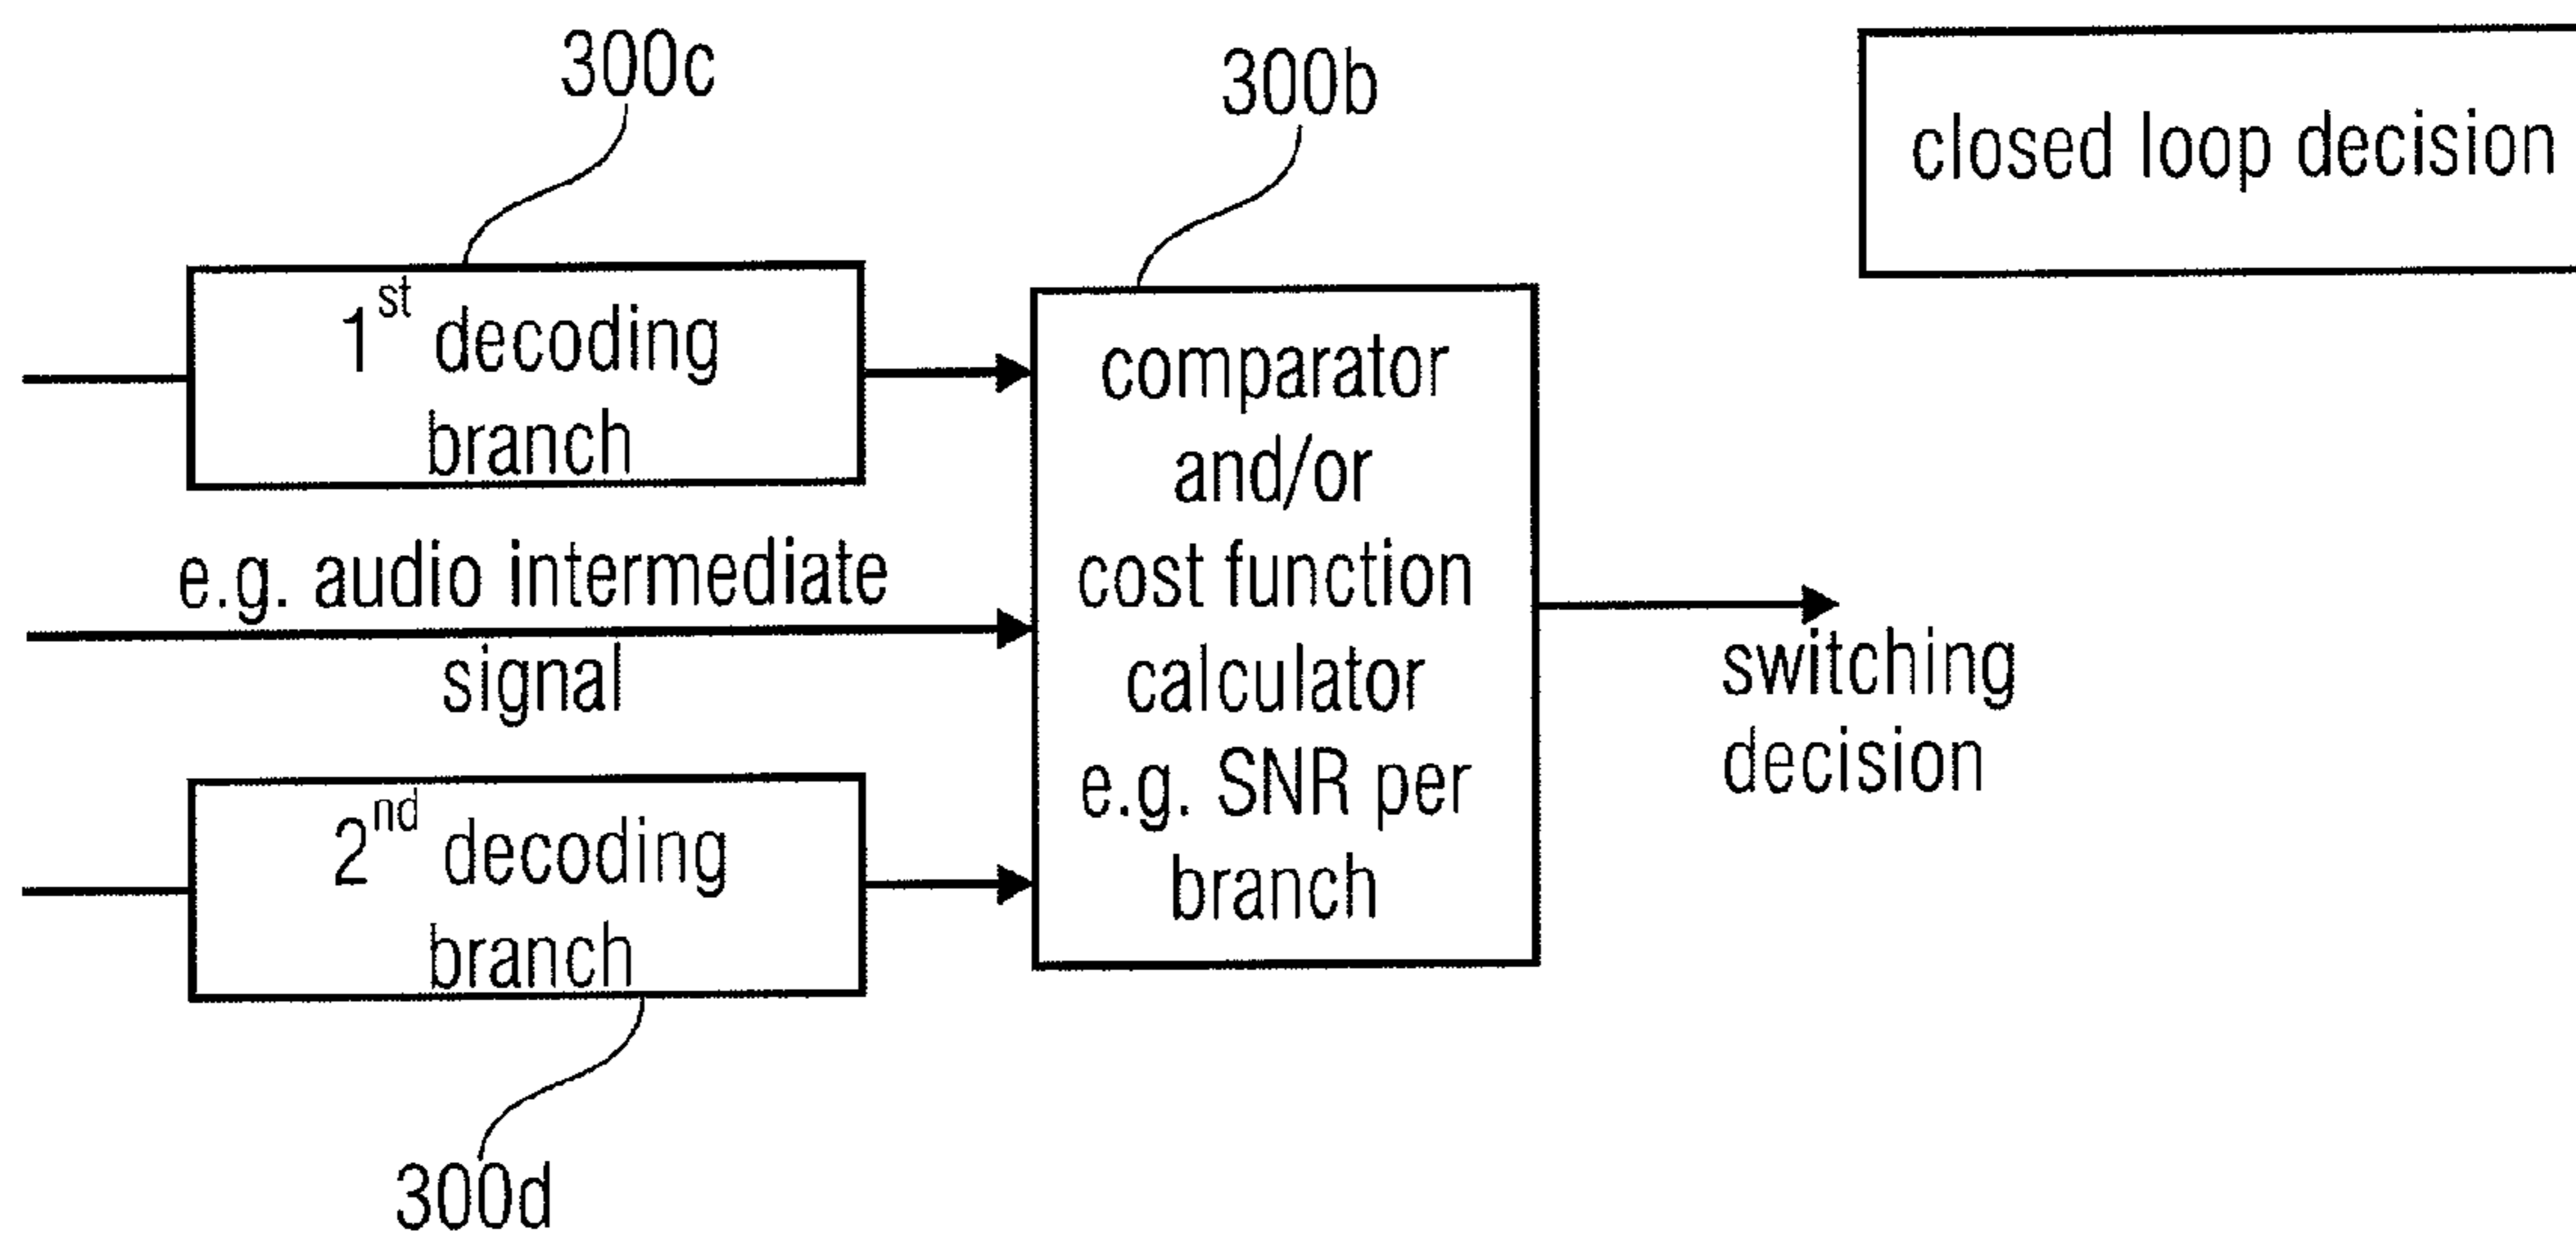 300c
300b
closed loop decision
1st decoding
branch
e.g. audio intermediate
signal
2nd decoding
branch
comparator
and/or
cost function
calculator
e.g. SNR per
branch
switching
decision
300d